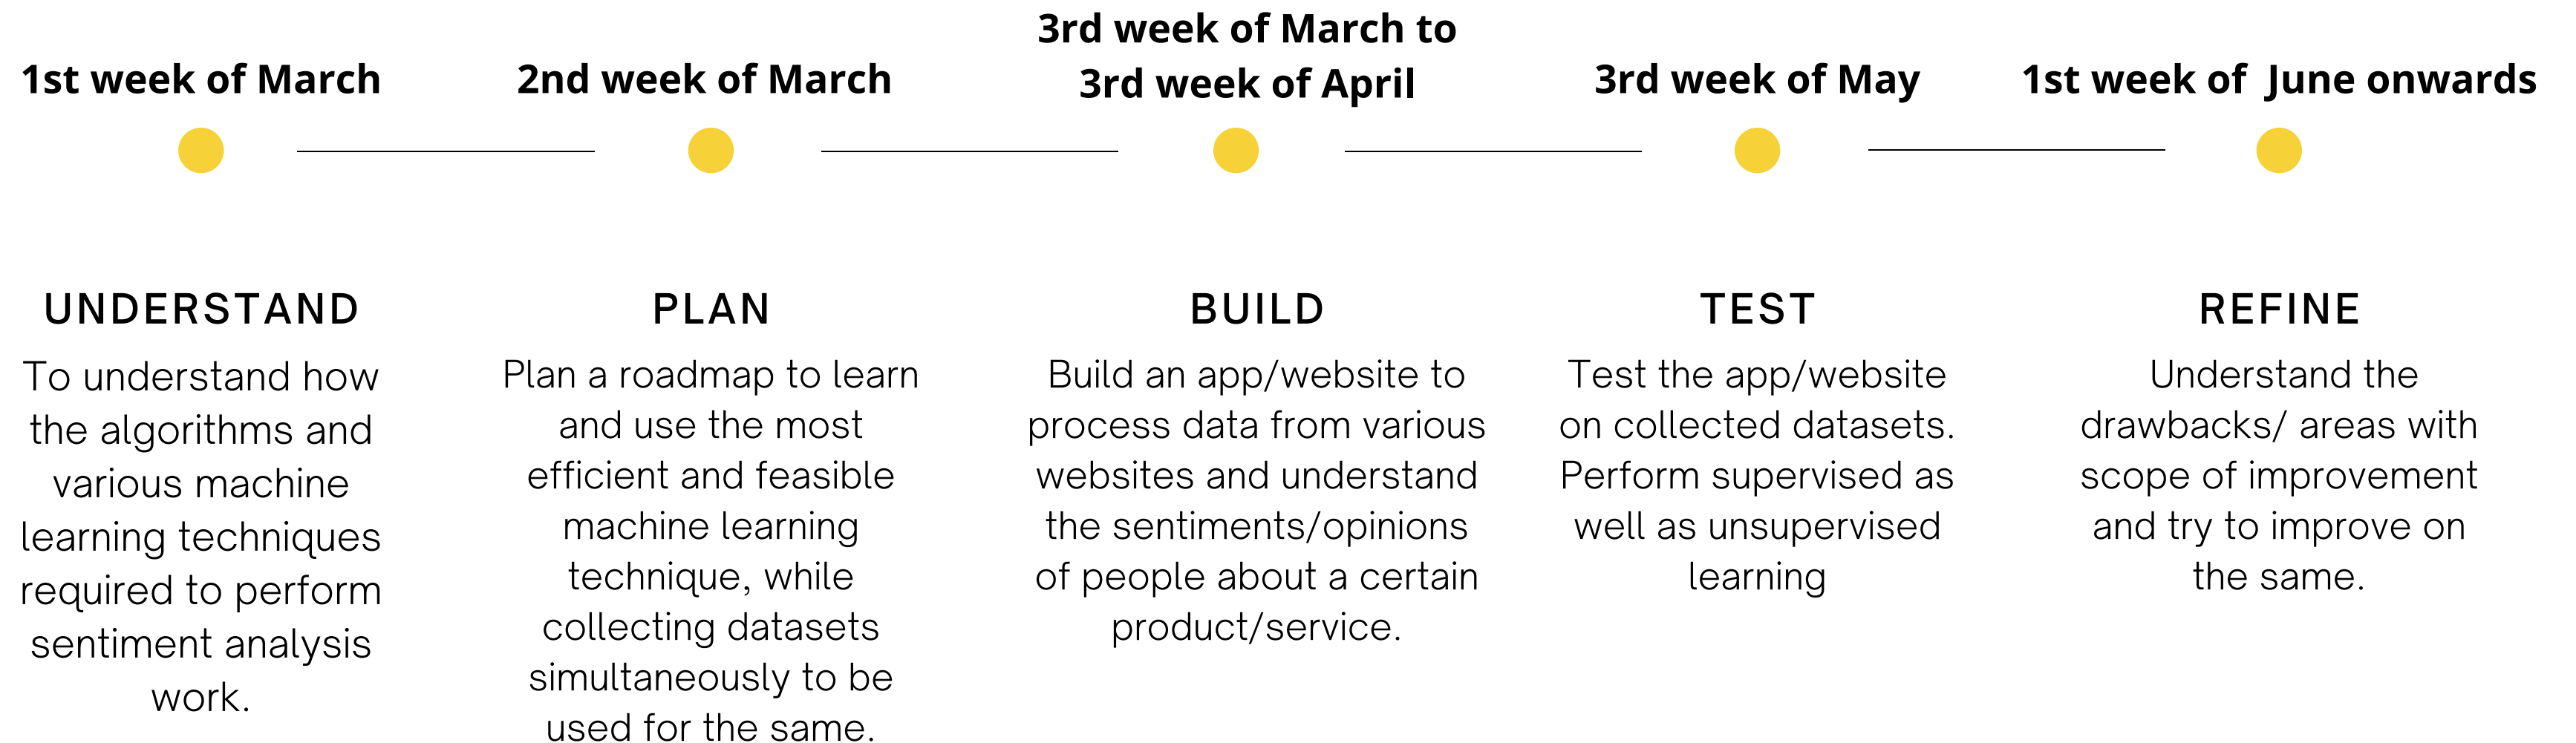 1st week of March
2nd week of March
3rd week of March to
3rd week of April
3rd week of May
1st week of  June onwards
UNDERSTAND
To understand how
the algorithms and
various machine
learning techniques
required to perform
sentiment analysis
work.
PLAN
Plan a roadmap to learn
and use the most
efficient and feasible
machine learning
technique, while
collecting datasets
simultaneously to be
used for the same.
BUILD
Build an app/website to
process data from various
websites and understand
the sentiments/opinions
of people about a certain
product/service.
TEST
Test the app/website
on collected datasets.
Perform supervised as
well as unsupervised
learning
REFINE
Understand the
drawbacks/ areas with
scope of improvement
and try to improve on
the same.